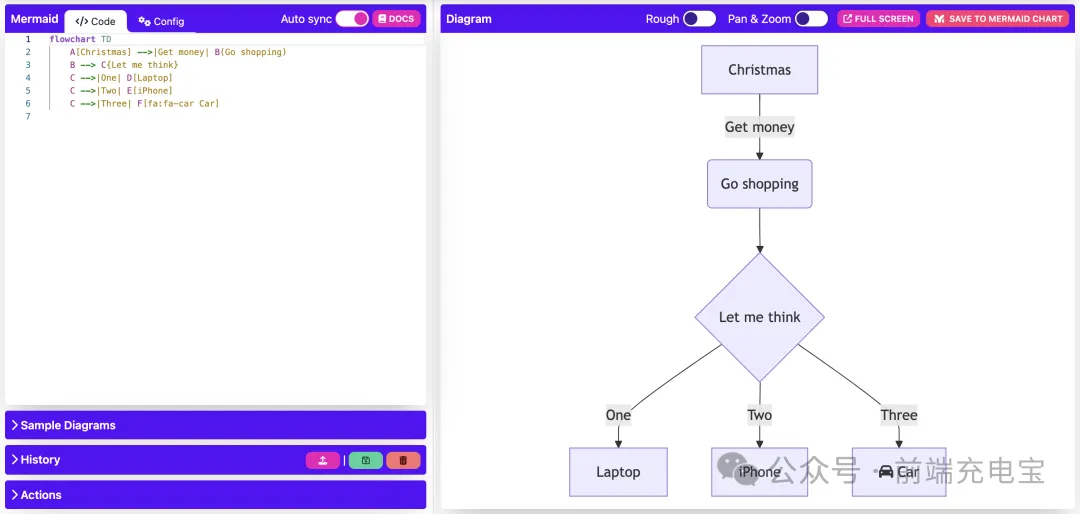 Mermaid
</> Code
Config
Auto sync
DOCS
1 flowchart TD
2 A[Christmas] -->|Get money| B(Go shopping)
3 B --> C{Let me think}
4 C -->|One| D[Laptop]
5 C -->|Two| E[iPhone]
6 C -->|Three| F[fa:fa-car Car]
7
Sample Diagrams
History
Actions
Diagram
Rough
Pan & Zoom
FULL SCREEN
SAVE TO MERMAID CHART
Christmas
Get money
Go shopping
Let me think
One
Two
Three
Laptop
iPhone
Car
公众号 · 前端充电宝